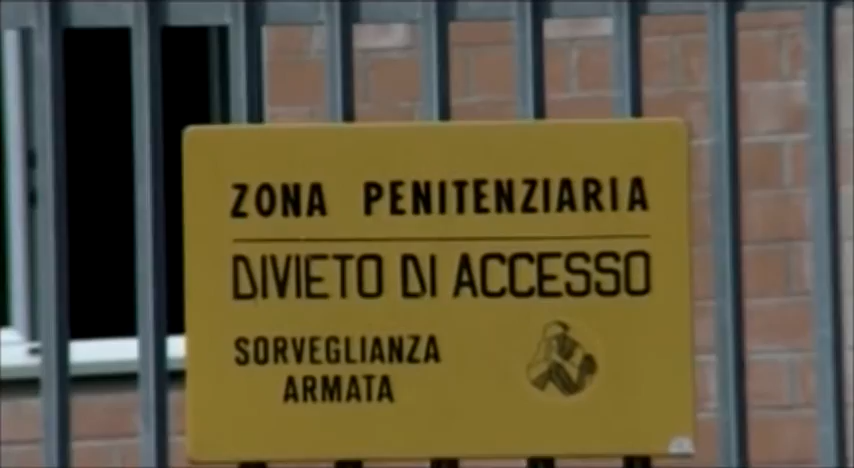 ZONA PENITENZIARIA
DIVIETO DI ACCESSO
SORVEGLIANZA
ARMATA